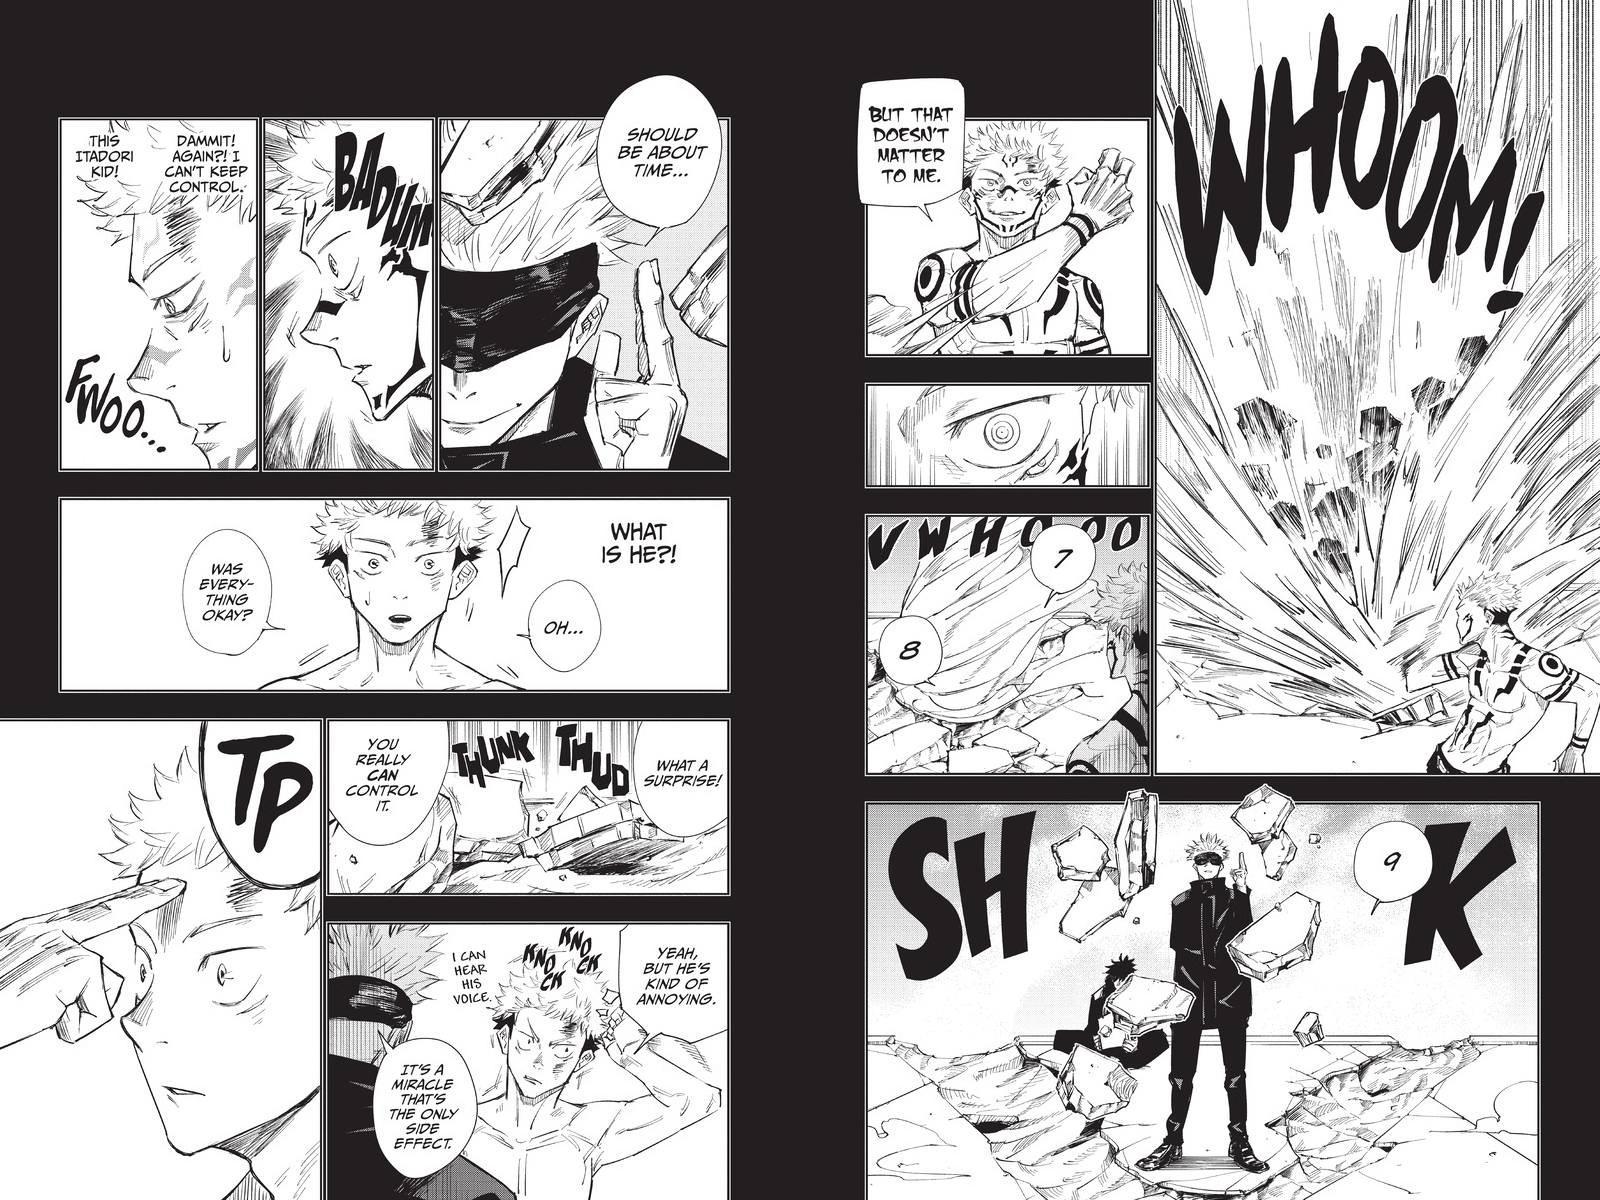 WHOOM!
BUT THAT
DOESN'T
MATTER
TO ME.
VWHOOOO
7
8
SHK
9
SHOULD
BE ABOUT
TIME...
BADUM
DAMMIT!
AGAIN?! I
CAN'T KEEP
CONTROL.
THIS
ITADORI
KID!
FWOO...
WHAT
IS HE?!
OH...
WAS
EVERY-
THING
OKAY?
WHAT A
SURPRISE!
THUD
THUNK
YOU
REALLY
CAN
CONTROL
IT.
YEAH,
BUT HE'S
KIND OF
ANNOYING.
KNOCK
KNOCK
I CAN
HEAR
HIS
VOICE.
IT'S A
MIRACLE
THAT'S
THE ONLY
SIDE
EFFECT.
TP